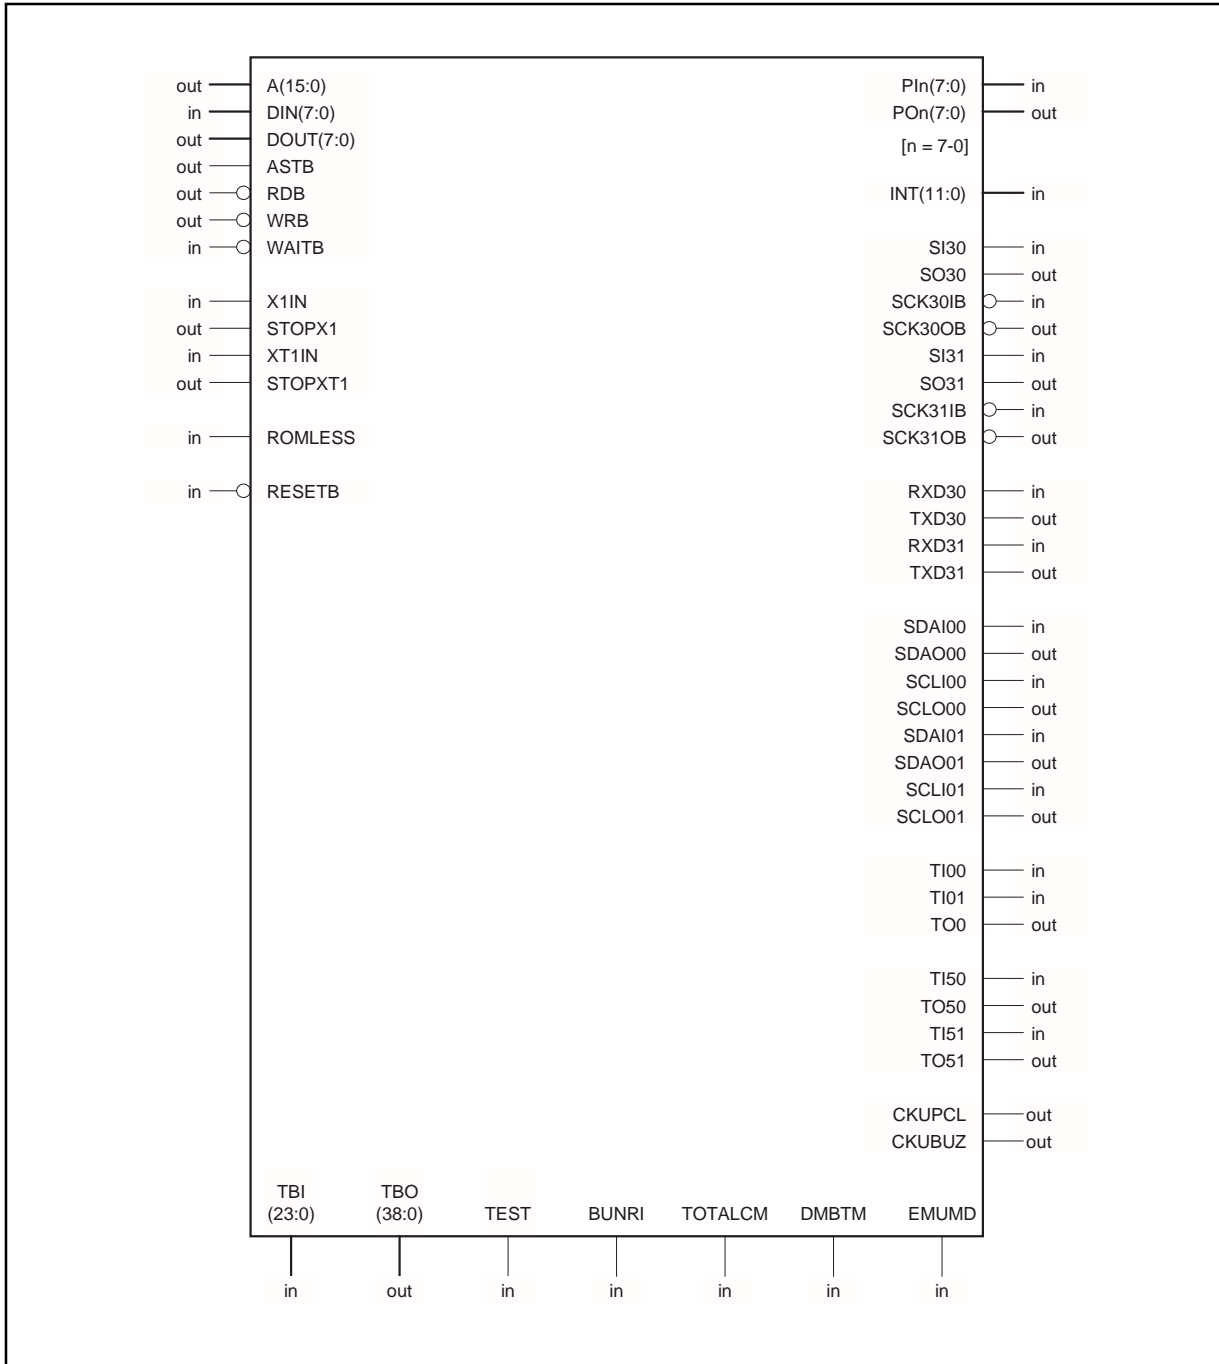 out A(15:0) PIn(7:0) in
in DIN(7:0) POn(7:0) out
out DOUT(7:0)
[n = 7-0]
out ASTB
out RDB INT(11:0) in
out WRB
in WAITB SI30 in
SO30 out
in X1IN SCK30IB in
out STOPX1 SCK30OB out
in XT1IN SI31 in
out STOPXT1 SO31 out
SCK31IB in
in ROMLESS SCK31OB out
in RESETB RXD30 in
TXD30 out
RXD31 in
TXD31 out
SDAI00 in
SDAO00 out
SCLI00 in
SCLO00 out
SDAI01 in
SDAO01 out
SCLI01 in
SCLO01 out
TI00 in
TI01 in
TO0 out
TI50 in
TO50 out
TI51 in
TO51 out
CKUPCL out
CKUBUZ out
TBI TBO
(23:0) (38:0) TEST BUNRI TOTALCM DMBTM EMUMD
in out in in in in in